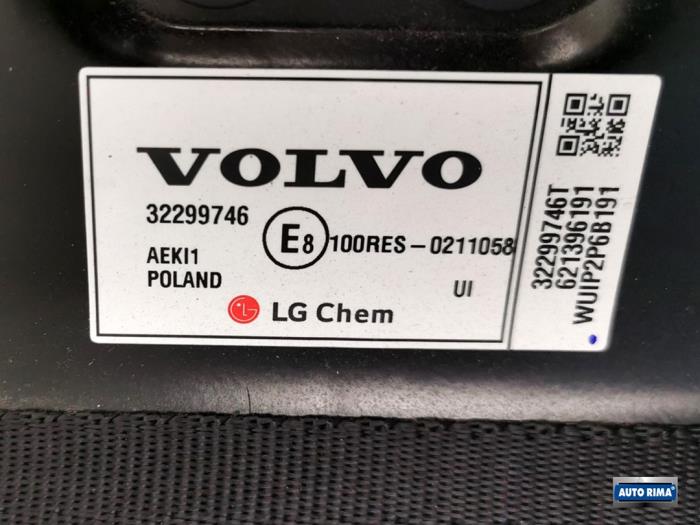 VOLVO
32299746
E8 100RES-0211058
AEKI1
POLAND
UI
LG Chem
32299746T
621396191
WUIP2P6B191
AUTO RIMA